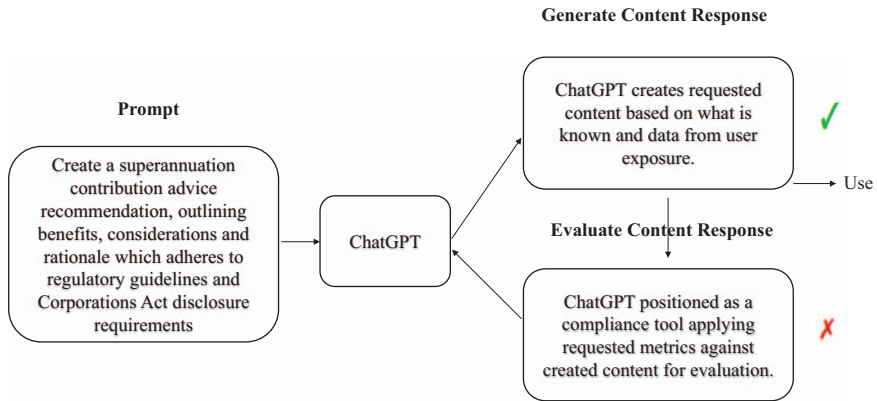 Generate Content Response
Prompt
Create a superannuation
contribution advice
recommendation, outlining
benefits, considerations and
rationale which adheres to
regulatory guidelines and
Corporations Act disclosure
requirements
ChatGPT
ChatGPT creates requested
content based on what is
known and data from user
exposure.
Use
Evaluate Content Response
ChatGPT positioned as a
compliance tool applying
requested metrics against
created content for evaluation.